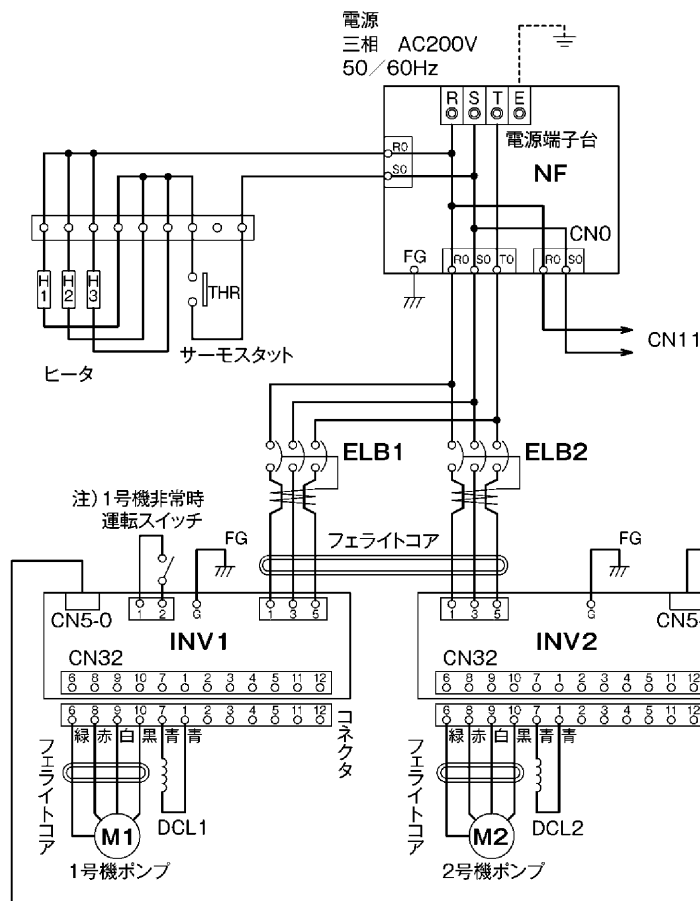 電源
三相 AC200V
50／60Hz
R S T E
電源端子台
NF
R0
S0
CN0
FG
R0 S0 T0
R0 S0
CN11
H1 H2 H3
THR
サーモスタット
ヒータ
ELB1
ELB2
注）1号機非常時
運転スイッチ
FG
フェライトコア
FG
CN5-0
1 2
G
1 3 5
INV1
CN32
6 8 9 10 7 1 2 3 4 5 11 12
6 8 9 10 7 1 2 3 4 5 11 12
緑 赤 白 黒 青 青
コネクタ
フェライトコア
M1
DCL1
1号機ポンプ
1 3 5
G
CN5-
INV2
CN32
6 8 9 10 7 1 2 3 4 5 11 12
6 8 9 10 7 1 2 3 4 5 11 12
緑 赤 白 黒 青 青
フェライトコア
M2
DCL2
2号機ポンプ